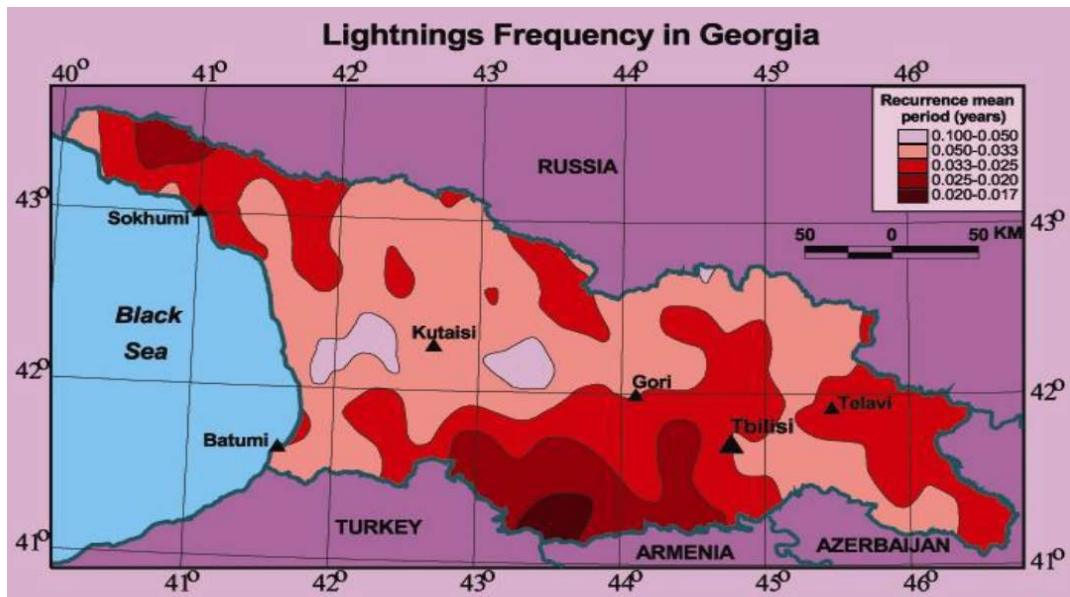 Lightnings Frequency in Georgia
40º 41º 42º 43º 44º 45º 46º
Recurrence mean
period (years)
0.100-0.050
0.050-0.033
0.033-0.025
0.025-0.020
0.020-0.017
RUSSIA
43º
43º
Sokhumi
50 0 50 KM
Black
Sea
Kutaisi
42º
42º
Gori
Telavi
Tbilisi
Batumi
TURKEY
ARMENIA
AZERBAIJAN
41º
41º
41º 42º 43º 44º 45º 46º